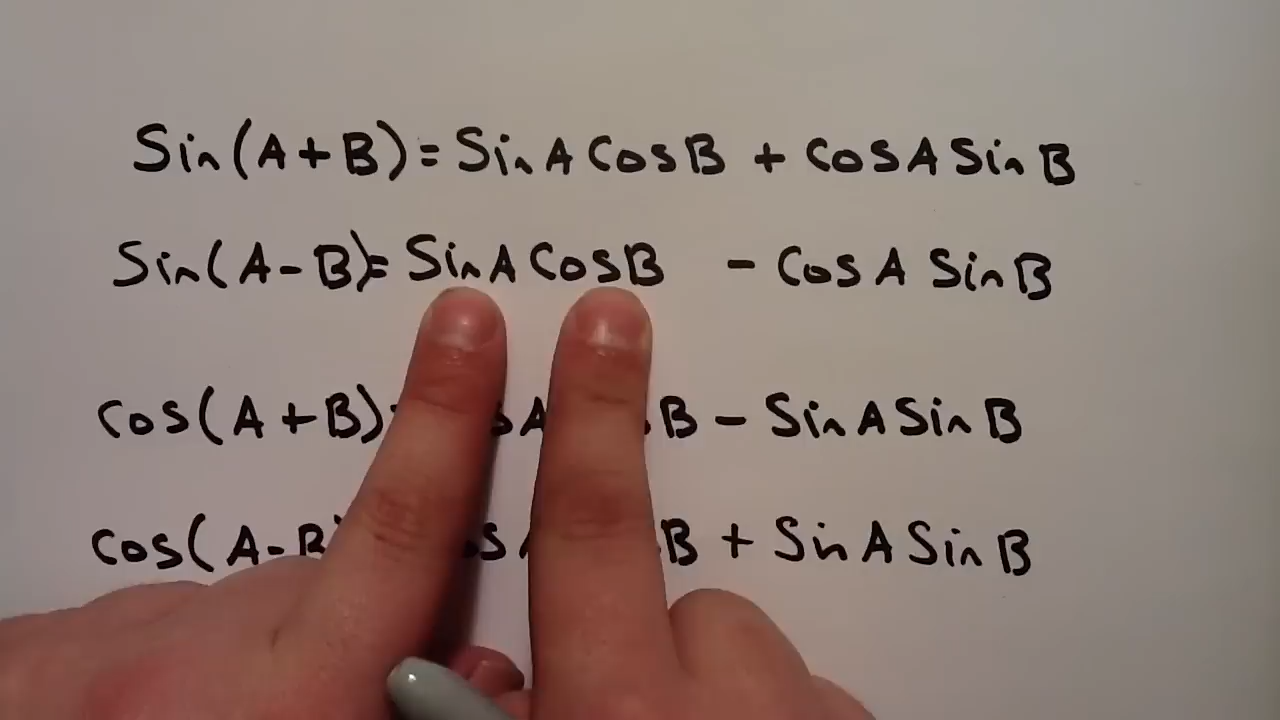 Sin(A+B)=SinA CosB + CosA SinB
Sin(A-B)=SinA CosB - CosA SinB
Cos(A+B) B - SinA SinB
Cos(A-B) B + SinA SinB